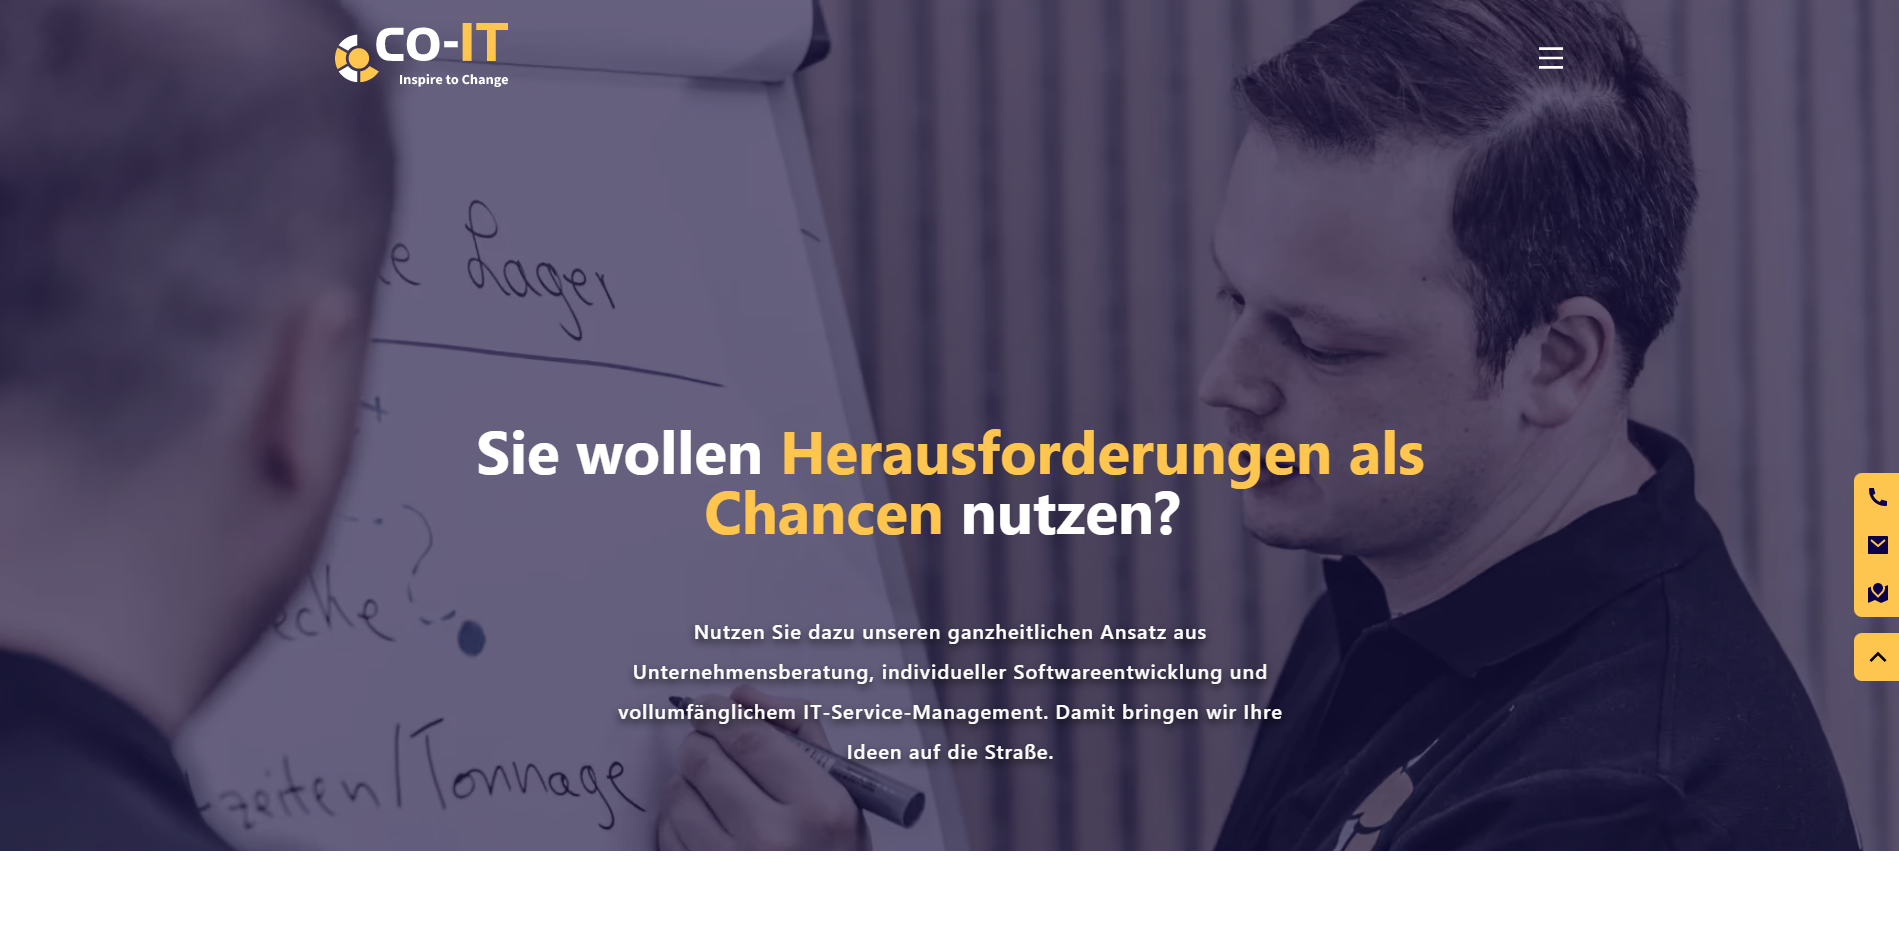 CO-IT
Inspire to Change
Lager
Sie wollen Herausforderungen als
Chancen nutzen?
Nutzen Sie dazu unseren ganzheitlichen Ansatz aus
Unternehmensberatung, individueller Softwareentwicklung und
vollumfänglichem IT-Service-Management. Damit bringen wir Ihre
Ideen auf die Straße.
zeiten/Tonnage